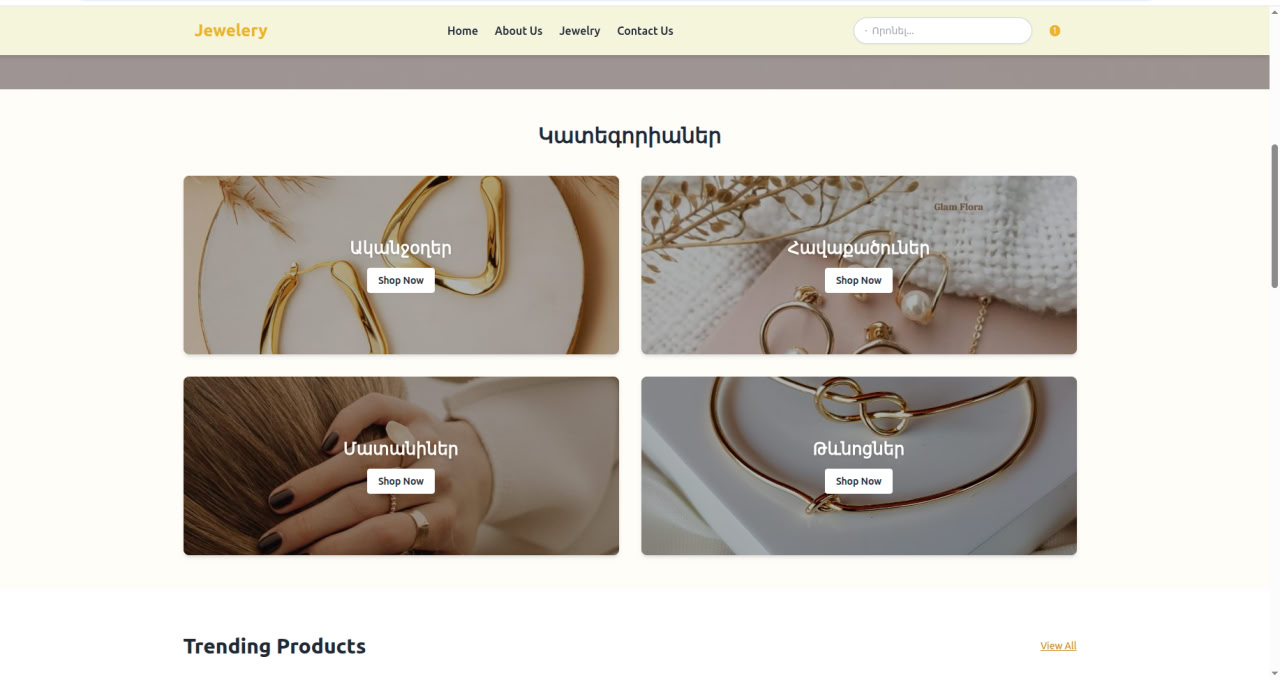 Jewelery
Home About Us Jewelry Contact Us
Որոնել...
1
Կատեգորիաներ
Ականջօղեր
Shop Now
Glam Flora
Հավաքածուներ
Shop Now
Մատանիներ
Shop Now
Թևնոցներ
Shop Now
Trending Products
View All